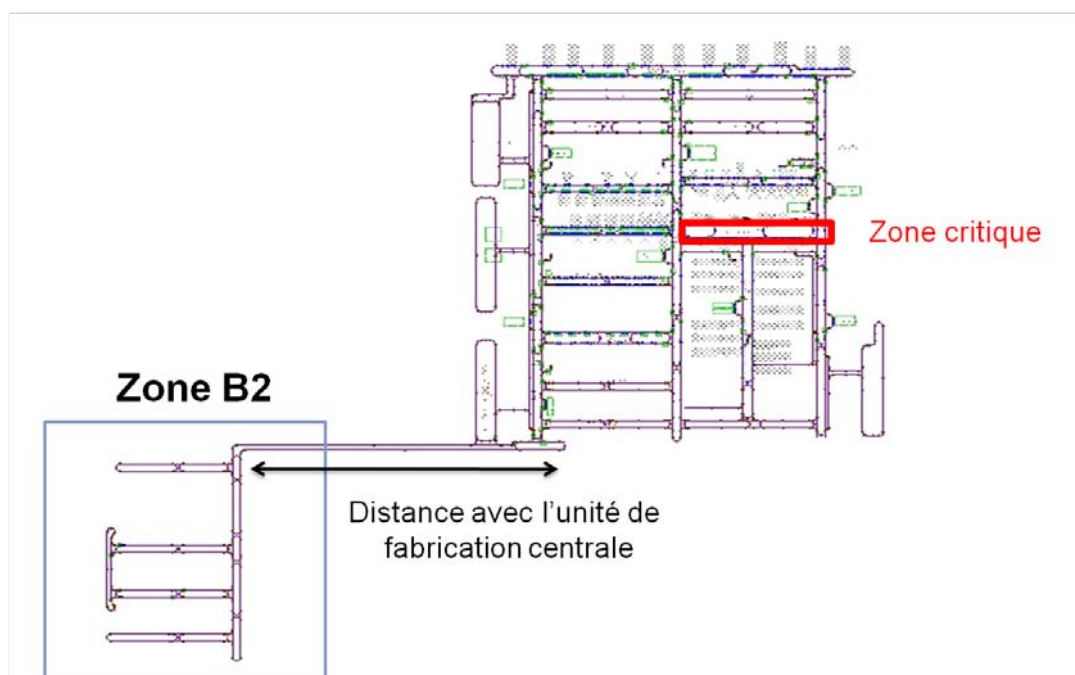 Zone critique
Zone B2
Distance avec l'unité de
fabrication centrale